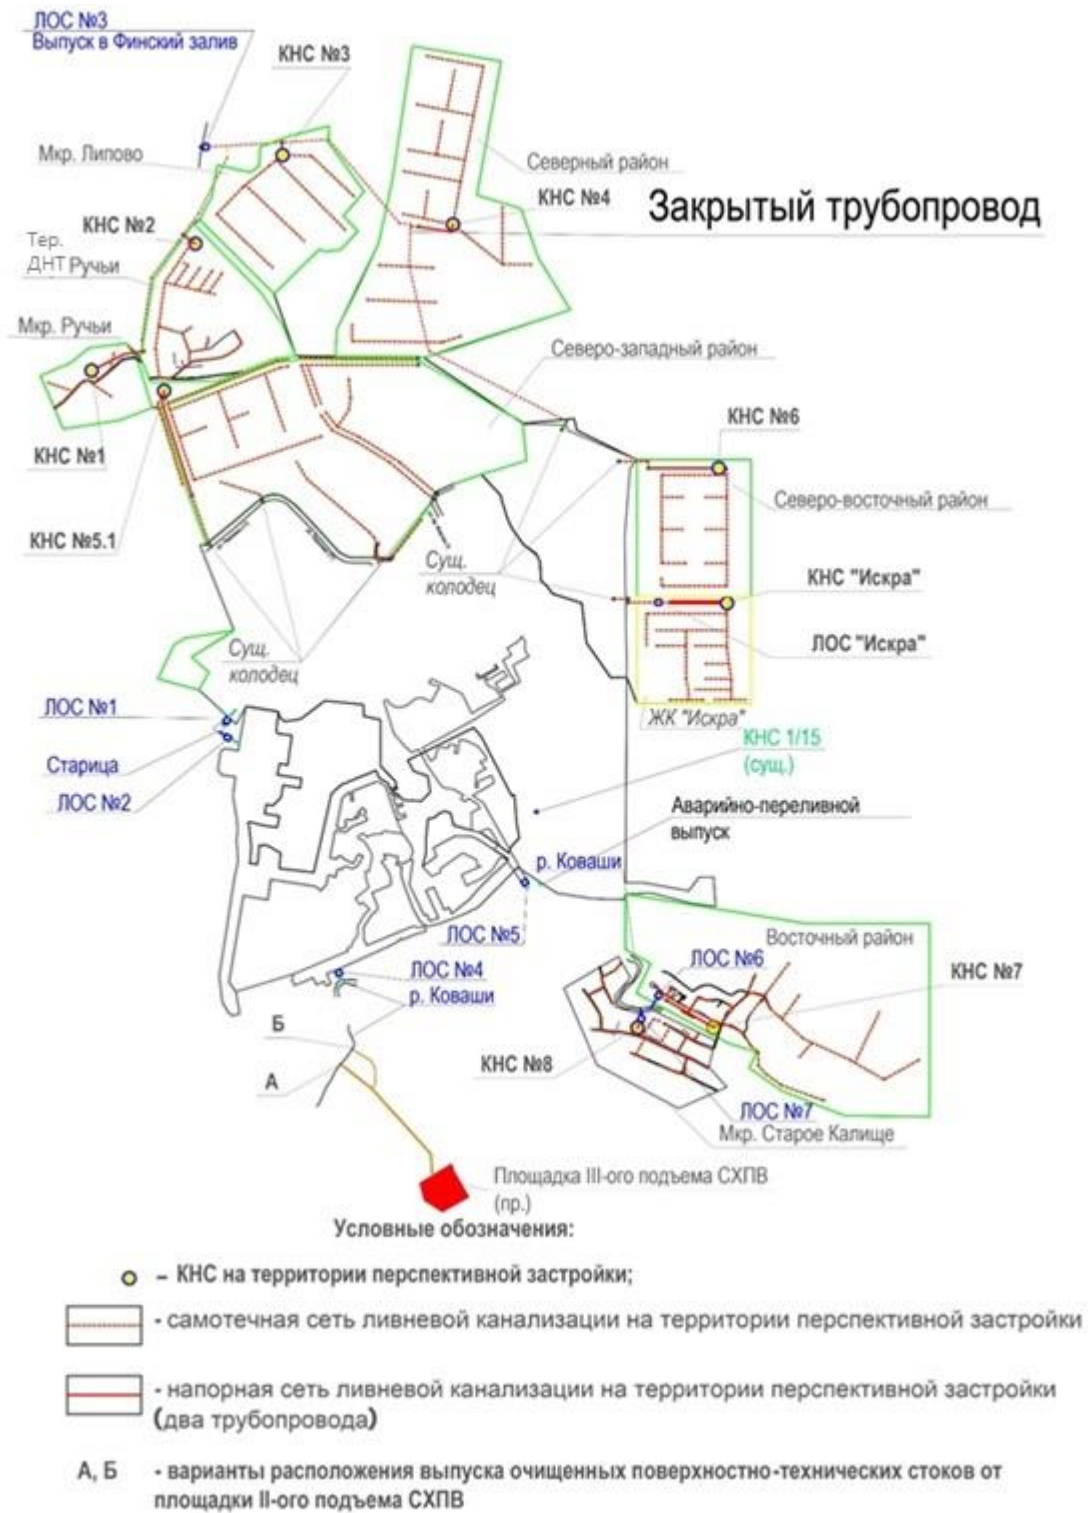 ЛОС №3
Выпуск в Финский залив
КНС №3
Мкр. Липово
Северный район
КНС №4
Закрытый трубопровод
КНС №2
Тер.
ДНТ Ручьи
Мкр. Ручьи
Северо-западный район
КНС №6
КНС №1
Северо-восточный район
КНС №5.1
Сущ.
колодец
КНС "Искра"
ЛОС "Искра"
Сущ.
колодец
ЛОС №1
ЖК "Искра"
КНС 1/15
(сущ.)
Старица
ЛОС №2
Аварийно-переливной
выпуск
р. Коваши
ЛОС №5
Восточный район
ЛОС №6
КНС №7
ЛОС №4
р. Коваши
Б
КНС №8
А
ЛОС №7
Мкр. Старое Калище
Площадка III-ого подъема СХПВ
(пр.)
Условные обозначения:
– КНС на территории перспективной застройки;
- самотечная сеть ливневой канализации на территории перспективной застройки
- напорная сеть ливневой канализации на территории перспективной застройки
(два трубопровода)
А, Б - варианты расположения выпуска очищенных поверхностно-технических стоков от
площадки II-ого подъема СХПВ